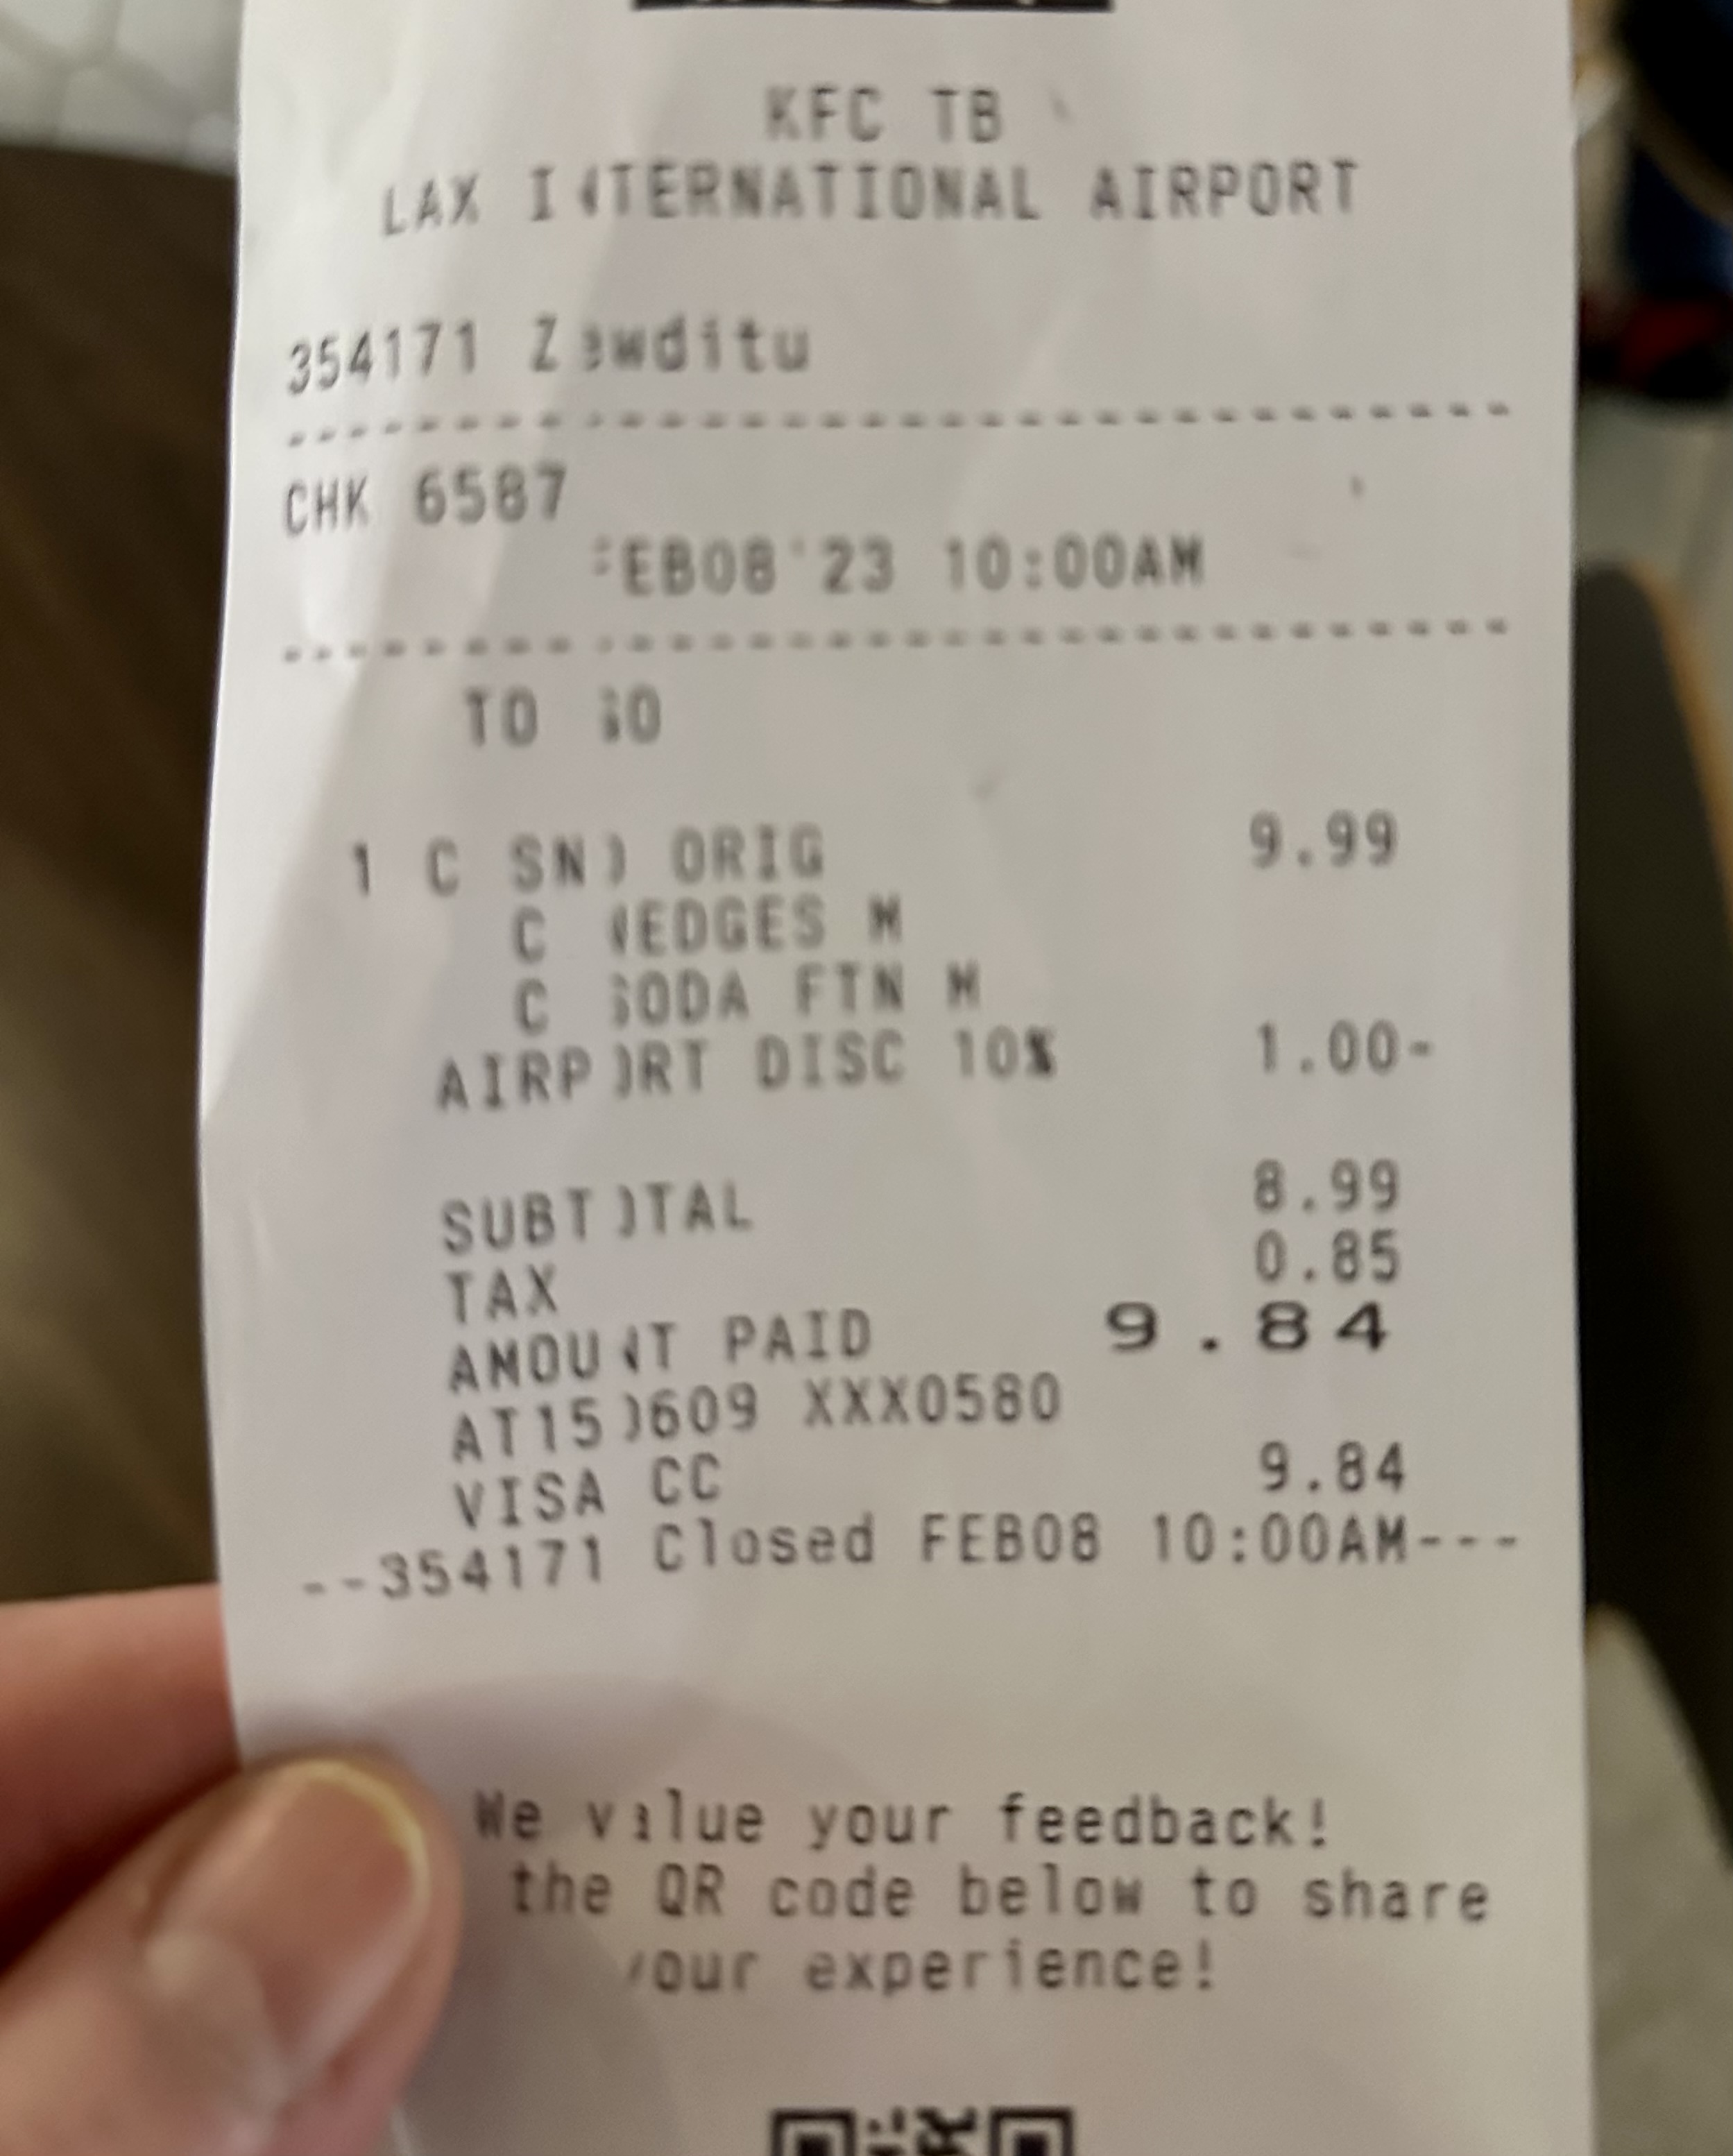 KFC TB
LAX INTERNATIONAL AIRPORT
354171 Zewditu
CHK 6587
FEB08'23 10:00AM
TO GO
1 C SND ORIG 9.99
C WEDGES M
C SODA FTN M
AIRPORT DISC 10% 1.00-
SUBTOTAL 8.99
TAX 0.85
AMOUNT PAID 9.84
AT150609 XXX0580
VISA CC 9.84
--354171 Closed FEB08 10:00AM---
We value your feedback!
the QR code below to share
your experience!